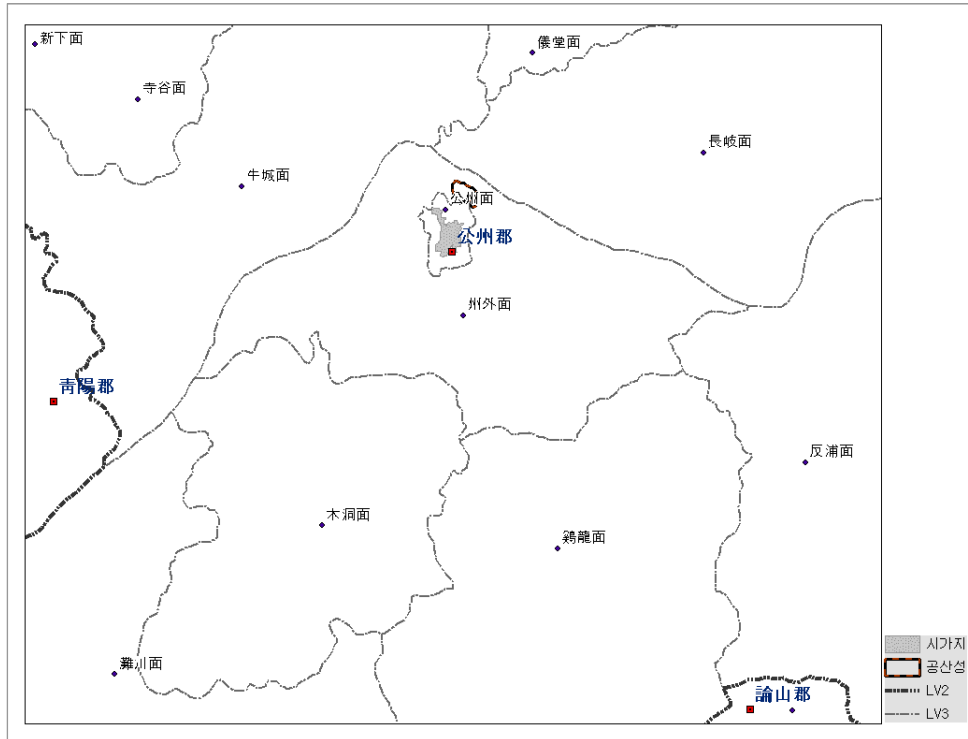 新下面
儀堂面
寺谷面
長岐面
牛城面
公州面
公州郡
州外面
靑陽郡
反浦面
木洞面
鷄龍面
灘川面
論山郡
시가지
공산성
LV2
LV3